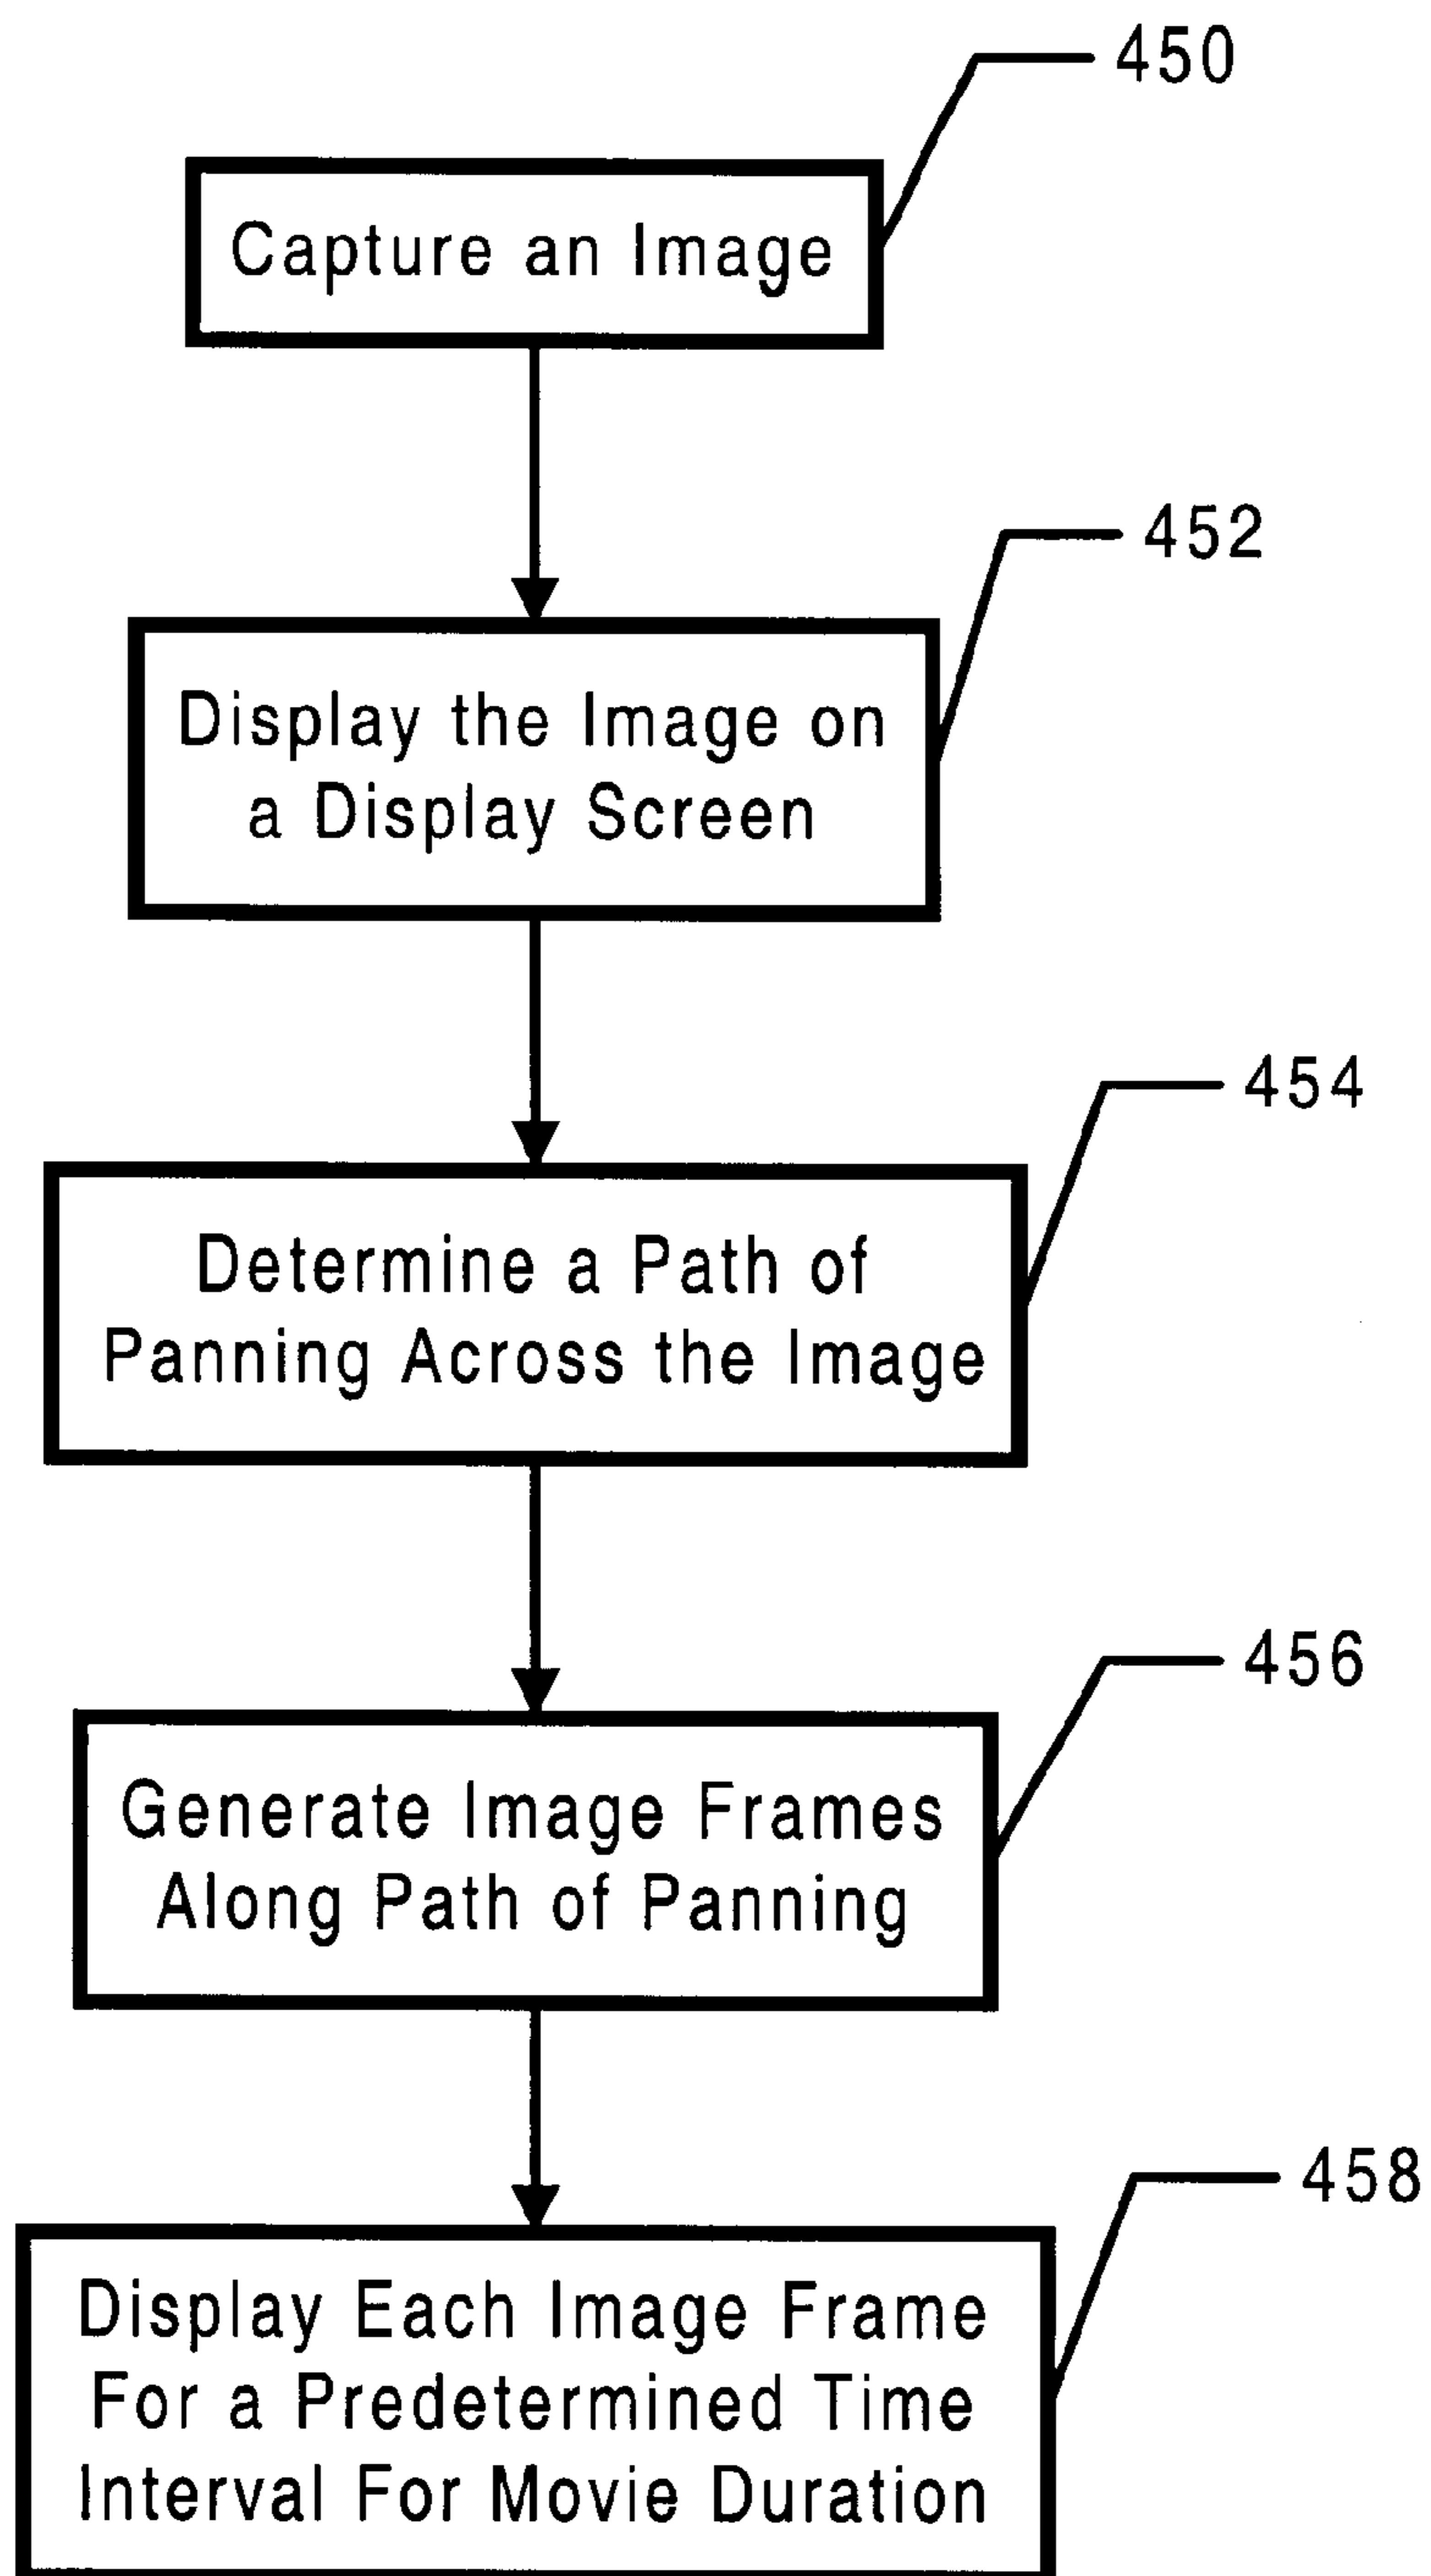 450
Capture an Image
452
Display the Image on
a Display Screen
454
Determine a Path of
Panning Across the Image
456
Generate Image Frames
Along Path of Panning
458
Display Each Image Frame
For a Predetermined Time
Interval For Movie Duration